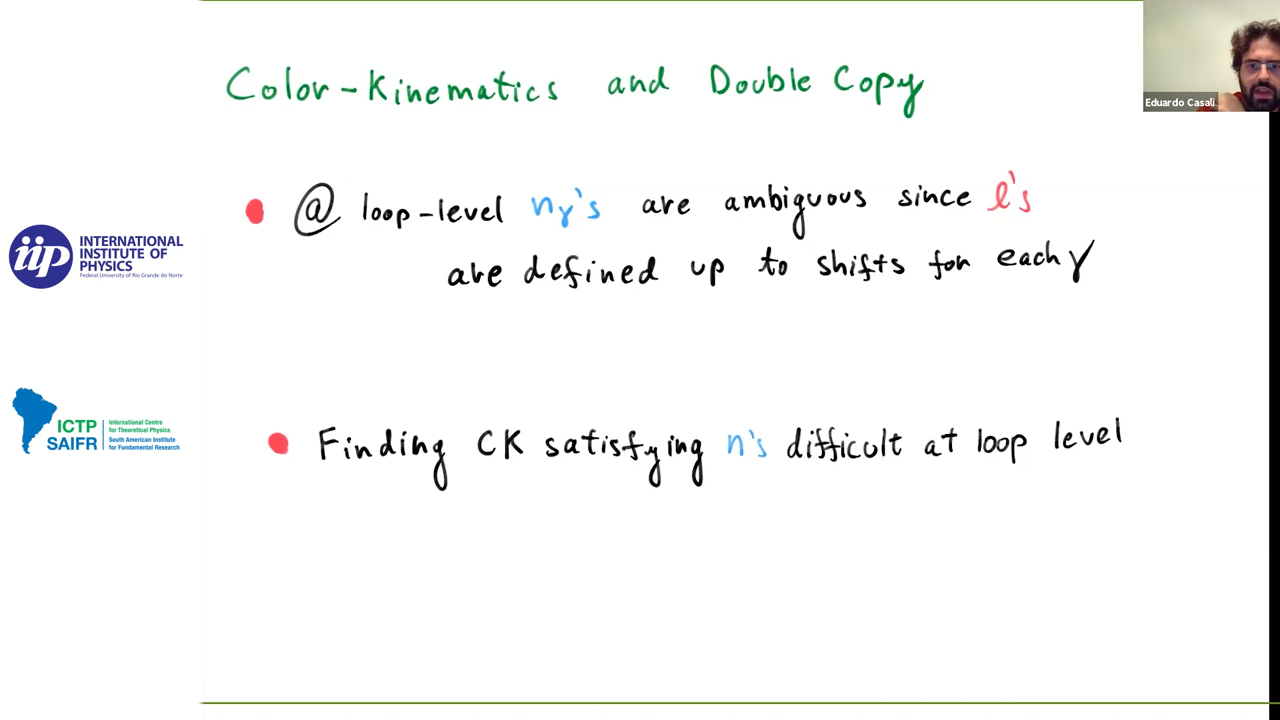 Color-Kinematics and Double Copy
Eduardo Casali
@ loop-level nγ's are ambiguous since l's
are defined up to shifts for each γ
iip
INTERNATIONAL
INSTITUTE OF
PHYSICS
Federal University of Rio Grande do Norte
ICTP
SAIFR
International Centre
for Theoretical Physics
South American Institute
for Fundamental Research
Finding CK satisfying n's difficult at loop level